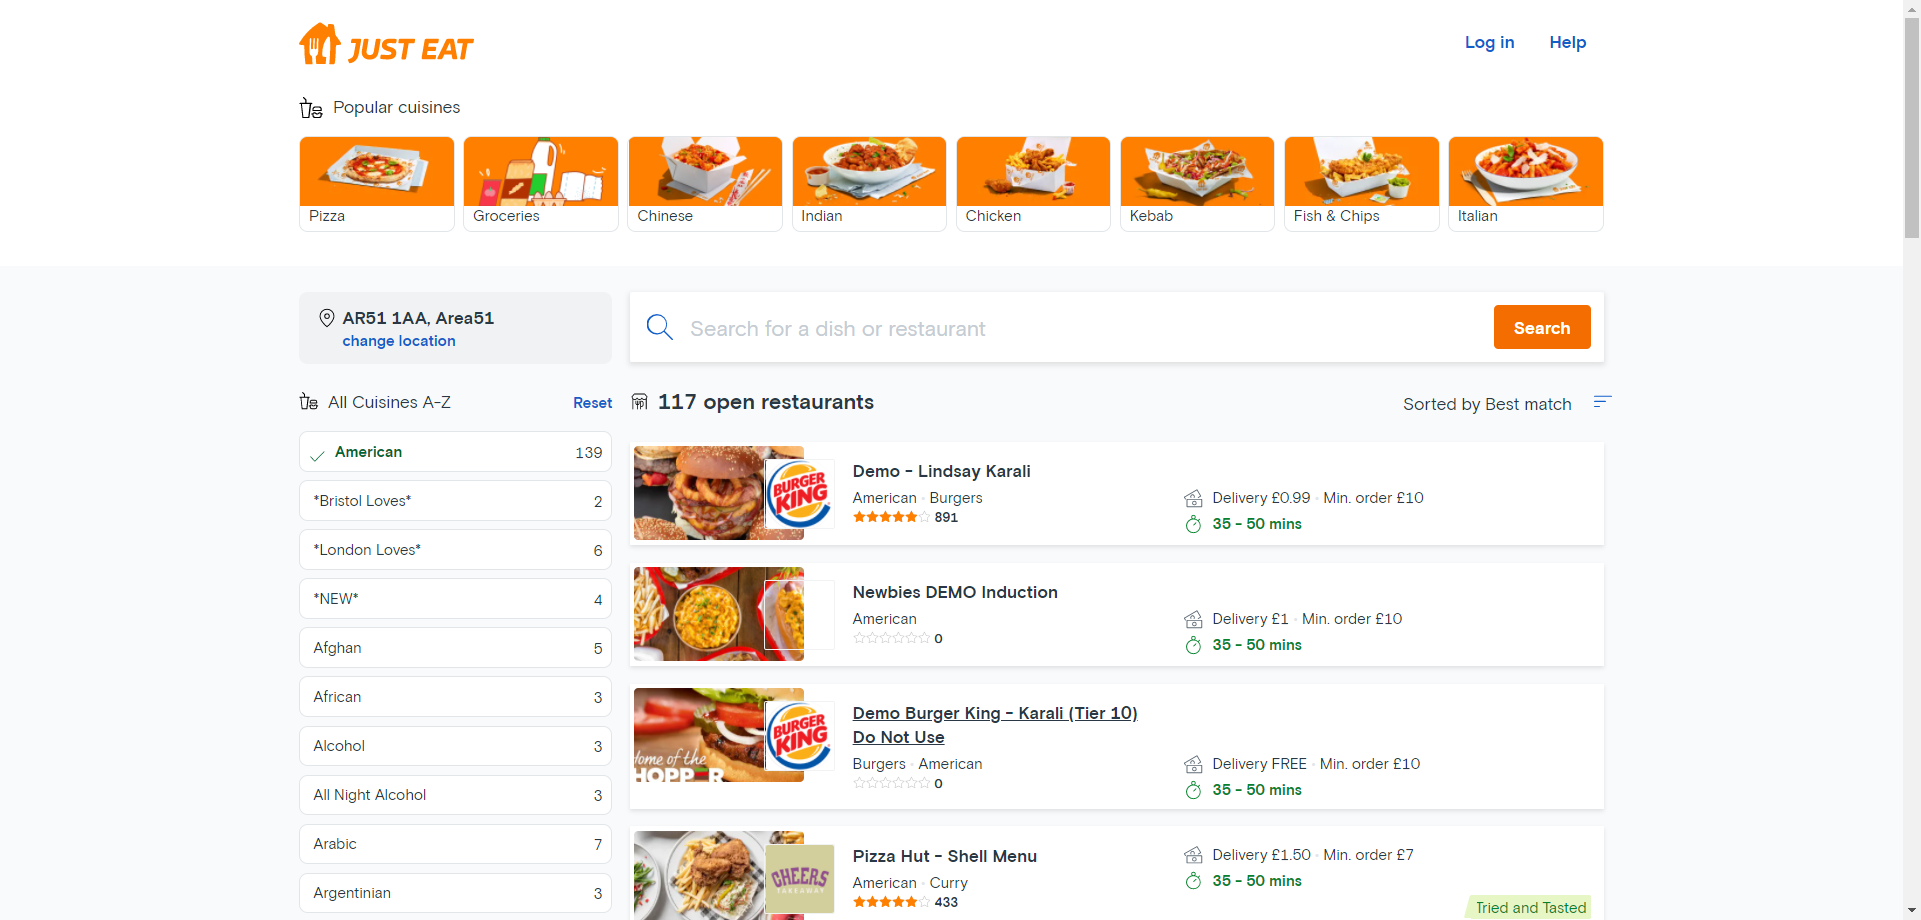 JUST EAT
Log in
Help
Popular cuisines
Pizza
Groceries
Chinese
Indian
Chicken
Kebab
Fish & Chips
Italian
AR51 1AA, Area51
change location
Search for a dish or restaurant
Search
All Cuisines A-Z
Reset
American 139
*Bristol Loves* 2
*London Loves* 6
*NEW* 4
Afghan 5
African 3
Alcohol 3
All Night Alcohol 3
Arabic 7
Argentinian 3
117 open restaurants
Sorted by Best match
BURGER
KING
Demo - Lindsay Karali
American · Burgers
891
Delivery £0.99 · Min. order £10
35 - 50 mins
Newbies DEMO Induction
American
0
Delivery £1 · Min. order £10
35 - 50 mins
Home of the
WHOPPER
BURGER
KING
Demo Burger King - Karali (Tier 10)
Do Not Use
Burgers · American
0
Delivery FREE · Min. order £10
35 - 50 mins
CHEERS
TAKEAWAY
Pizza Hut - Shell Menu
American · Curry
433
Delivery £1.50 · Min. order £7
35 - 50 mins
Tried and Tasted